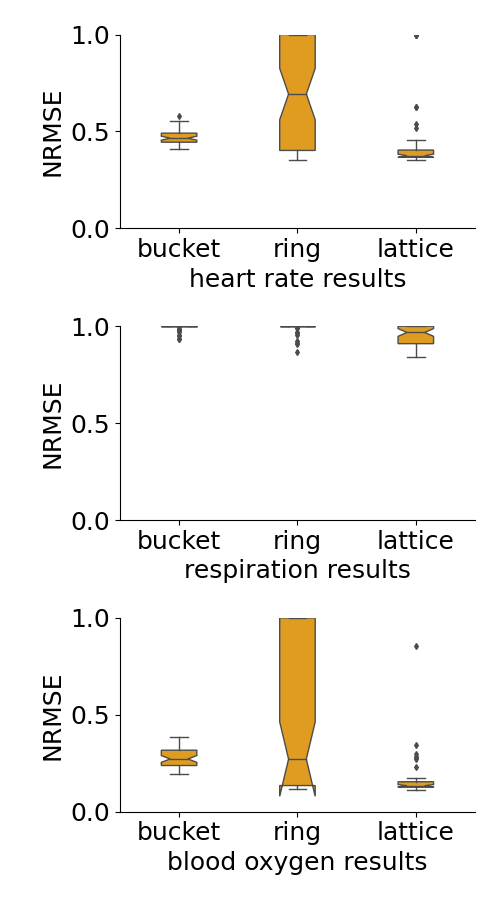 1.0
NRMSE
0.5
0.0
bucket ring lattice
heart rate results
1.0
NRMSE
0.5
0.0
bucket ring lattice
respiration results
1.0
NRMSE
0.5
0.0
bucket ring lattice
blood oxygen results